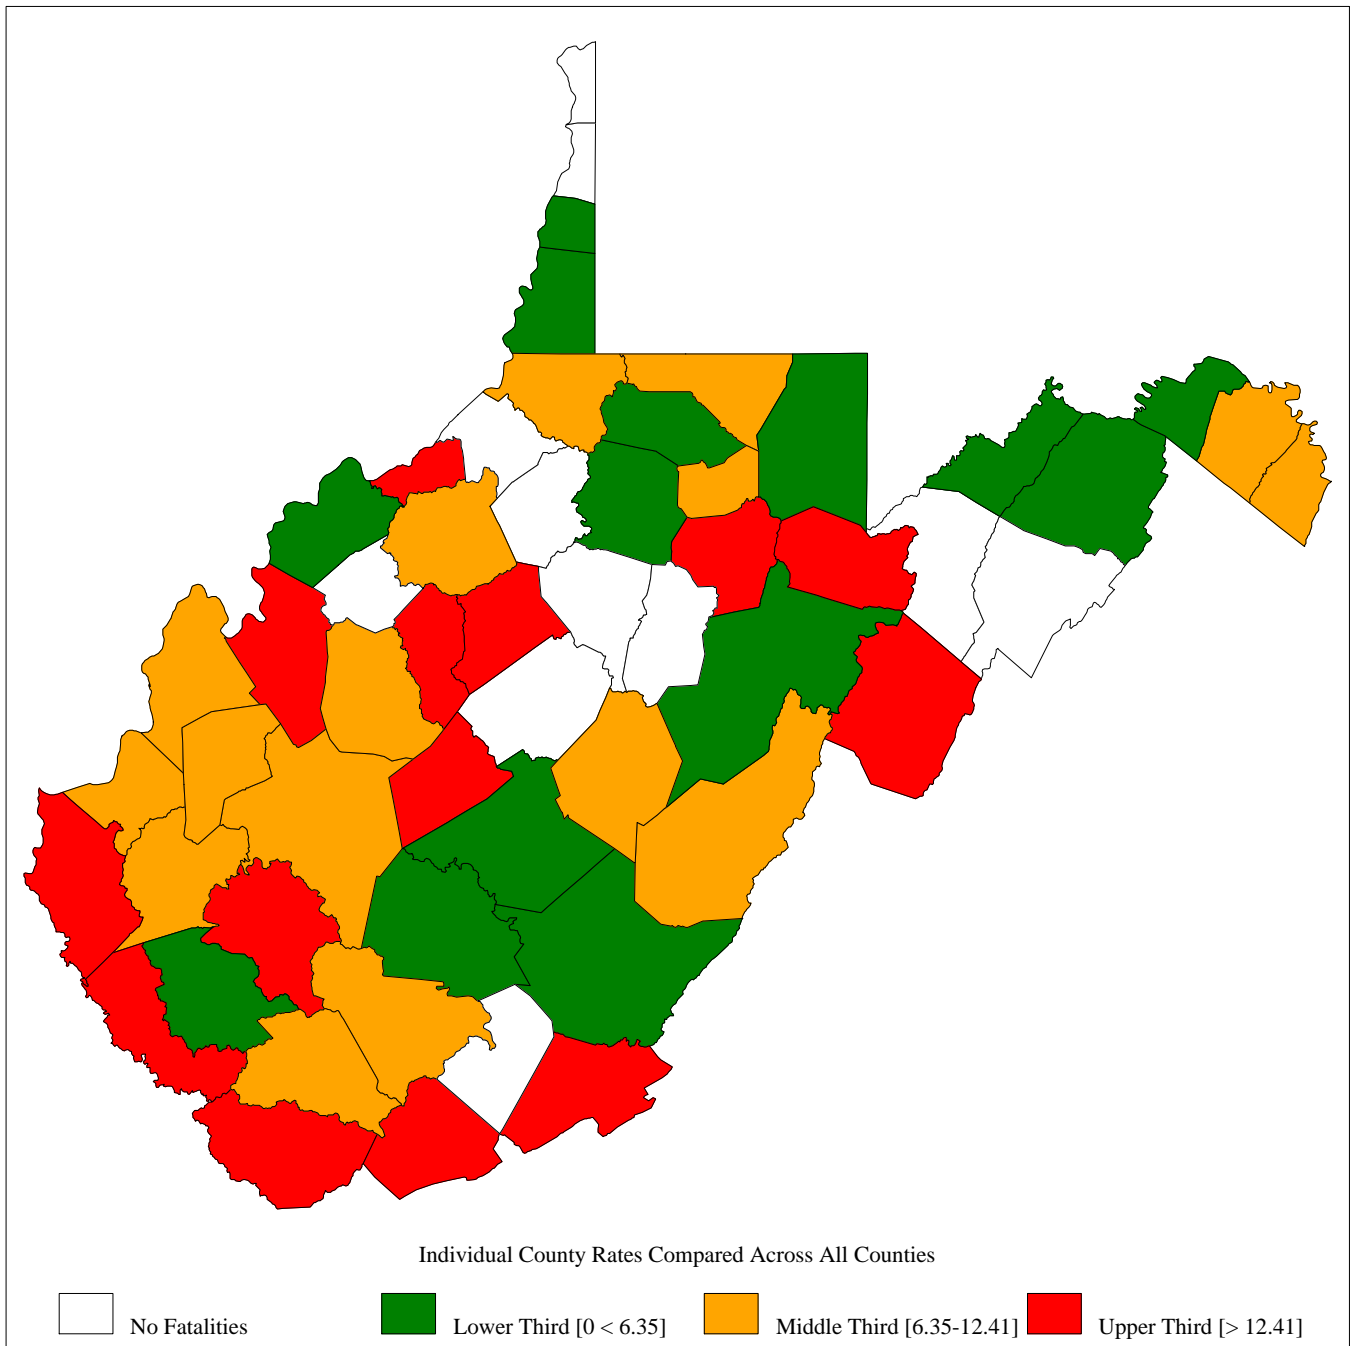 Individual County Rates Compared Across All Counties
No Fatalities
Lower Third [0 < 6.35]
Middle Third [6.35-12.41]
Upper Third [> 12.41]